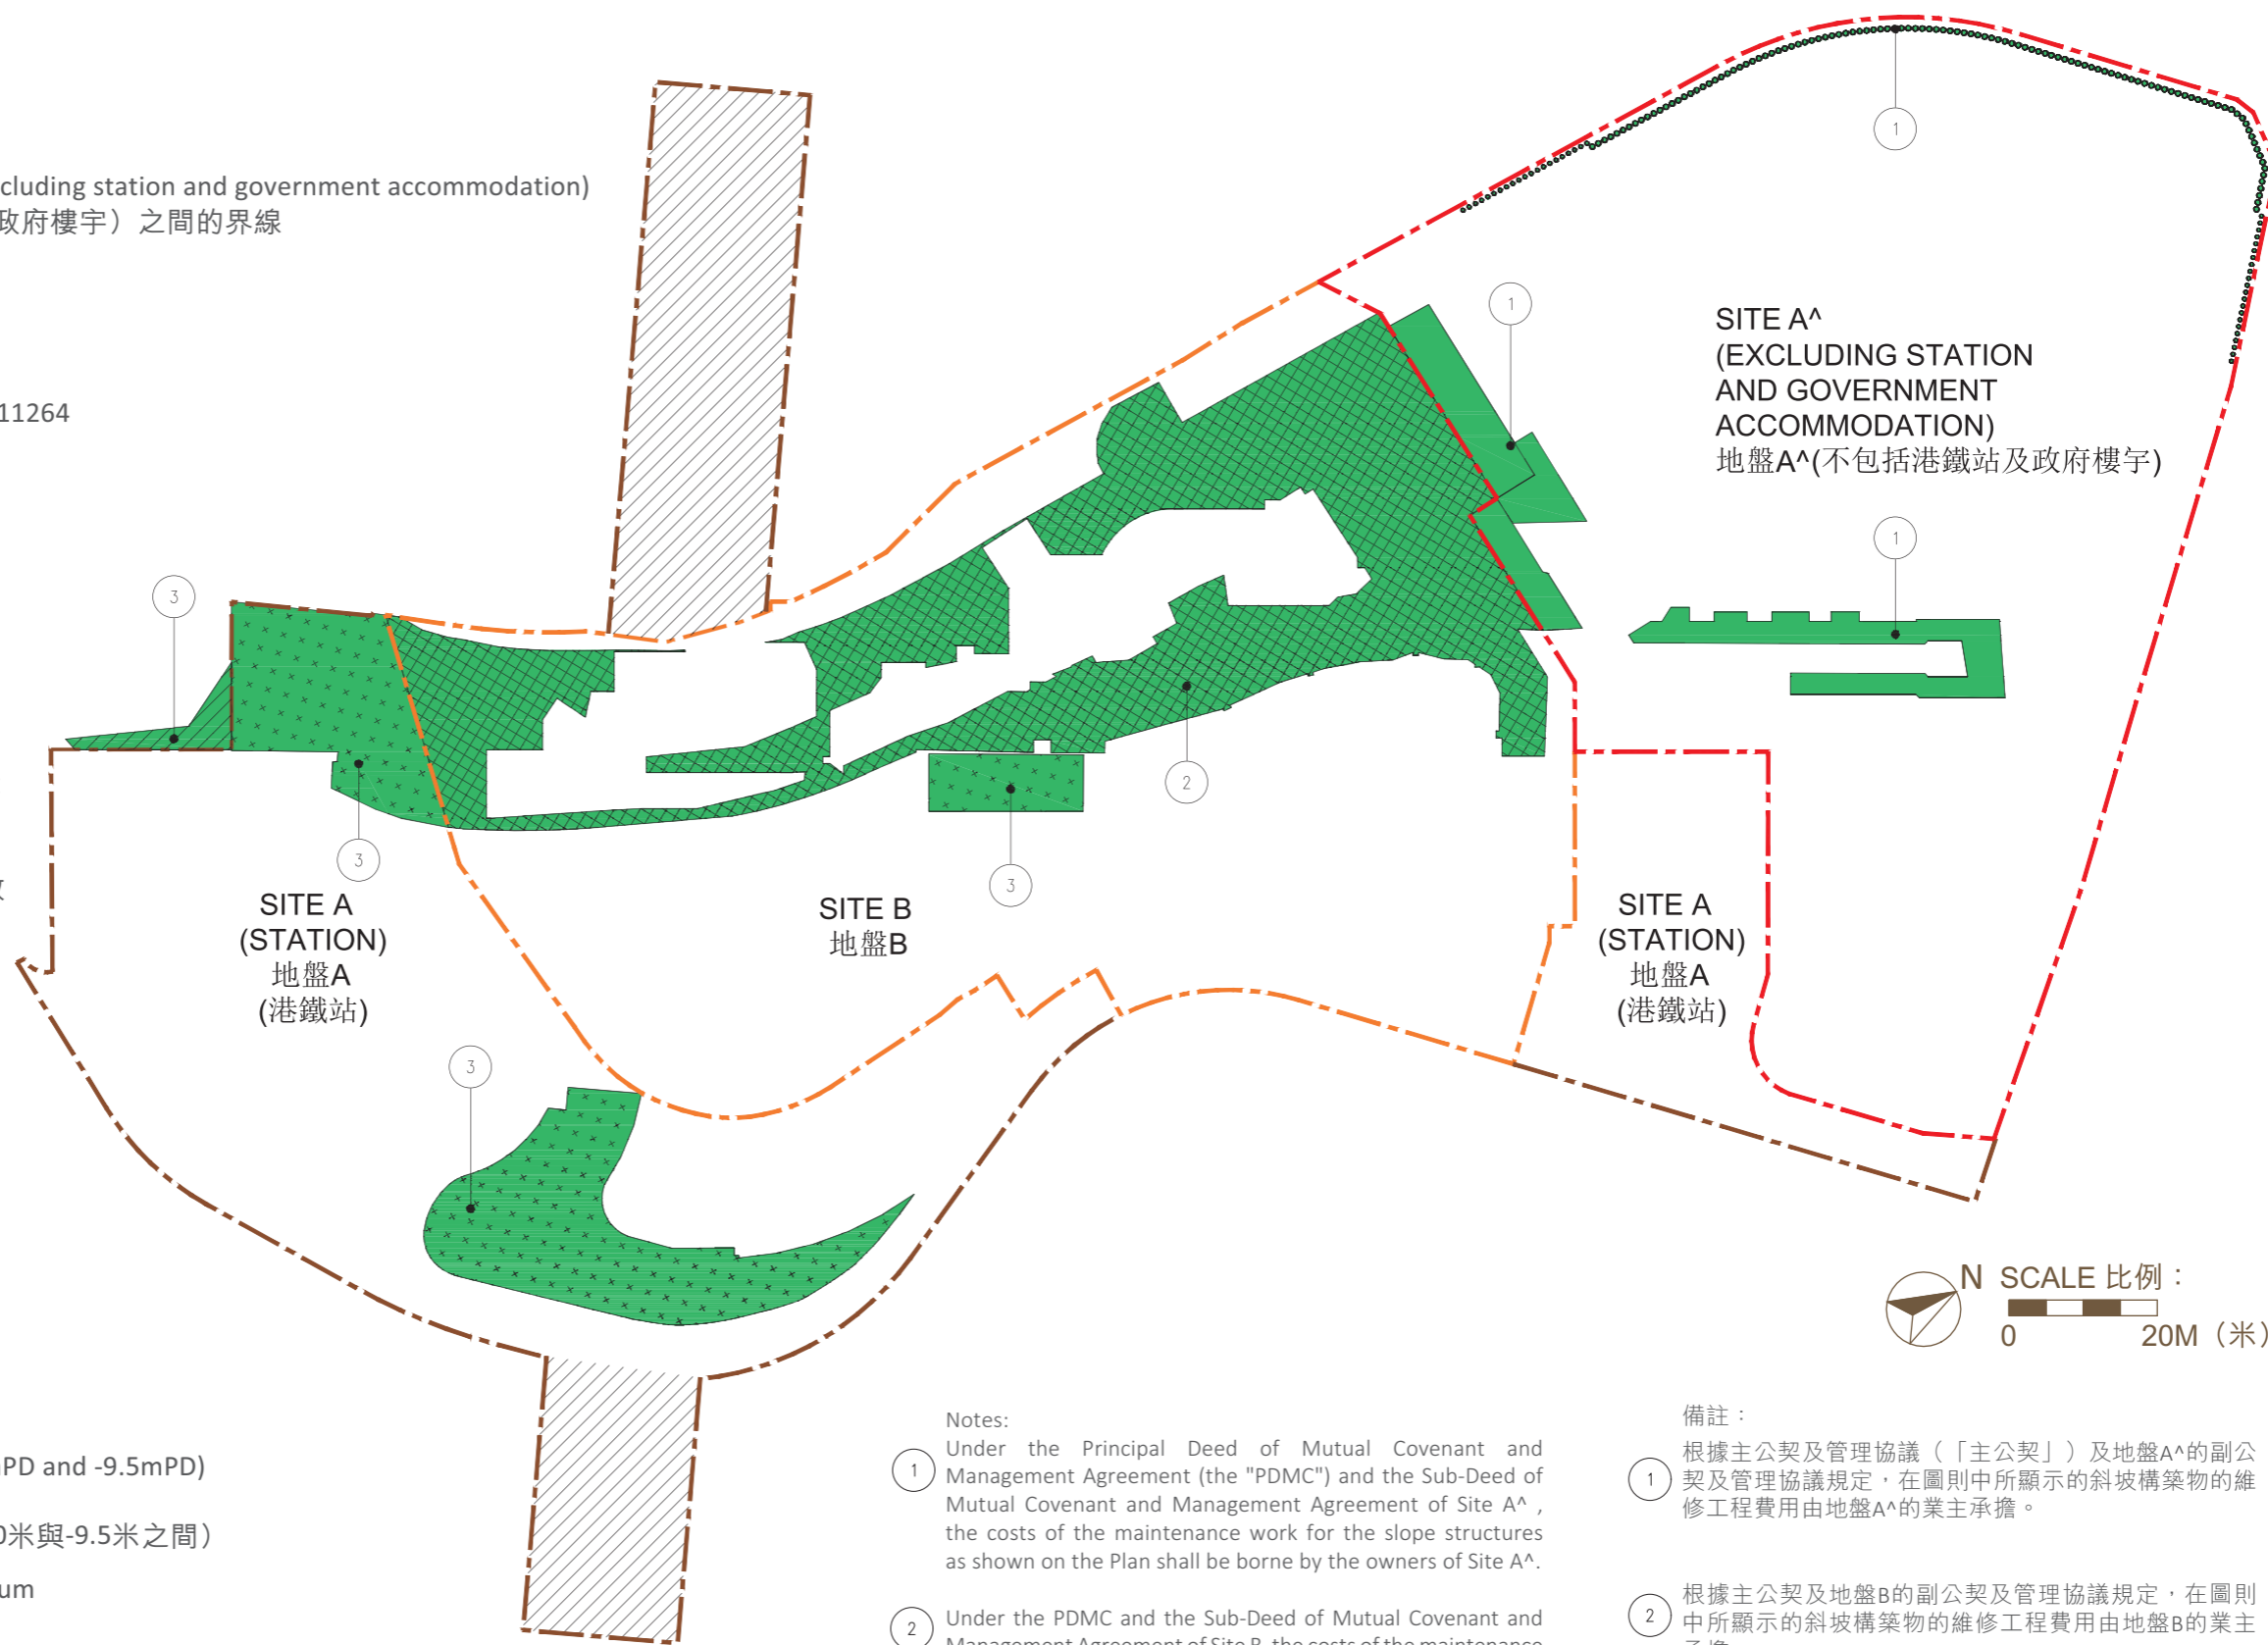 cluding station and government accommodation)
政府樓宇）之間的界線
11264
SITE A^
(EXCLUDING STATION
AND GOVERNMENT
ACCOMMODATION)
地盤A^(不包括港鐵站及政府樓宇)
1
1
1
3
3
2
3
3
SITE A
(STATION)
地盤A
(港鐵站)
SITE B
地盤B
SITE A
(STATION)
地盤A
(港鐵站)
N SCALE 比例：
0 20M（米）
PD and -9.5mPD)
0米與-9.5米之間）
um
Notes:
1 Under the Principal Deed of Mutual Covenant and
Management Agreement (the "PDMC") and the Sub-Deed of
Mutual Covenant and Management Agreement of Site A^ ,
the costs of the maintenance work for the slope structures
as shown on the Plan shall be borne by the owners of Site A^.
2 Under the PDMC and the Sub-Deed of Mutual Covenant and
Management Agreement of Site B, the costs of the maintenance
備註：
1 根據主公契及管理協議（「主公契」）及地盤A^的副公
契及管理協議規定，在圖則中所顯示的斜坡構築物的維
修工程費用由地盤A^的業主承擔。
2 根據主公契及地盤B的副公契及管理協議規定，在圖則
中所顯示的斜坡構築物的維修工程費用由地盤B的業主